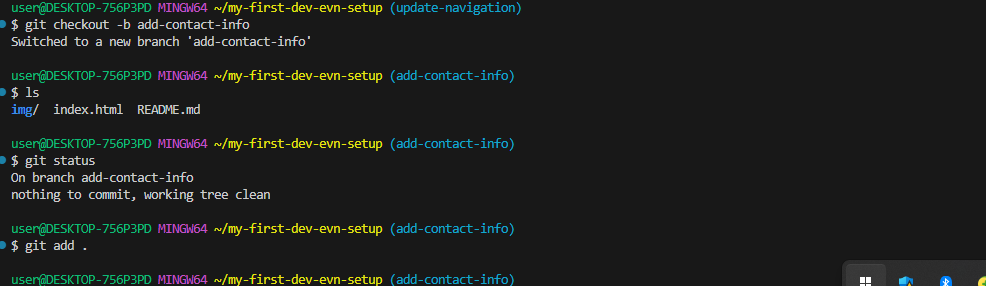 user@DESKTOP-756P3PD MINGW64 ~/my-first-dev-evn-setup (update-navigation)
$ git checkout -b add-contact-info
Switched to a new branch 'add-contact-info'
user@DESKTOP-756P3PD MINGW64 ~/my-first-dev-evn-setup (add-contact-info)
$ ls
img/  index.html  README.md
user@DESKTOP-756P3PD MINGW64 ~/my-first-dev-evn-setup (add-contact-info)
$ git status
On branch add-contact-info
nothing to commit, working tree clean
user@DESKTOP-756P3PD MINGW64 ~/my-first-dev-evn-setup (add-contact-info)
$ git add .
user@DESKTOP-756P3PD MINGW64 ~/my-first-dev-evn-setup (add-contact-info)